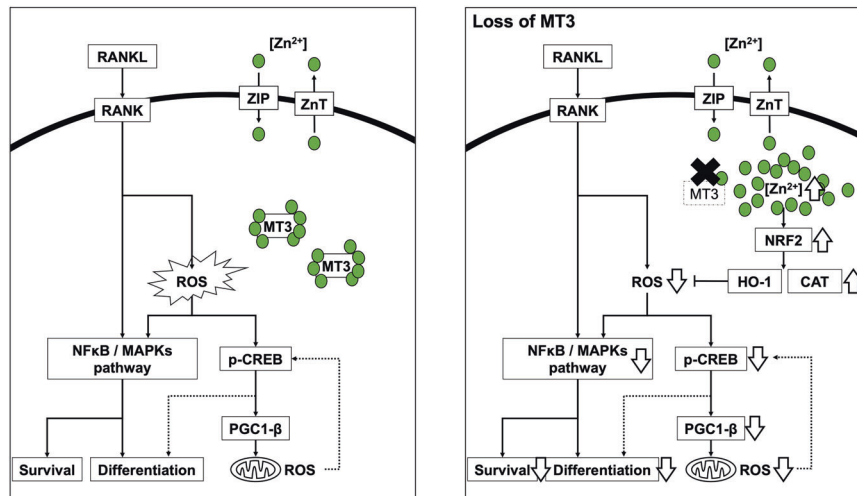 [Zn2+]
RANKL
ZIP
ZnT
RANK
MT3
MT3
ROS
NFκB / MAPKs
pathway
p-CREB
PGC1-β
Survival
Differentiation
ROS
Loss of MT3
[Zn2+]
RANKL
ZIP
ZnT
RANK
MT3
[Zn2+]
NRF2
ROS
HO-1
CAT
NFκB / MAPKs
pathway
p-CREB
PGC1-β
Survival
Differentiation
ROS